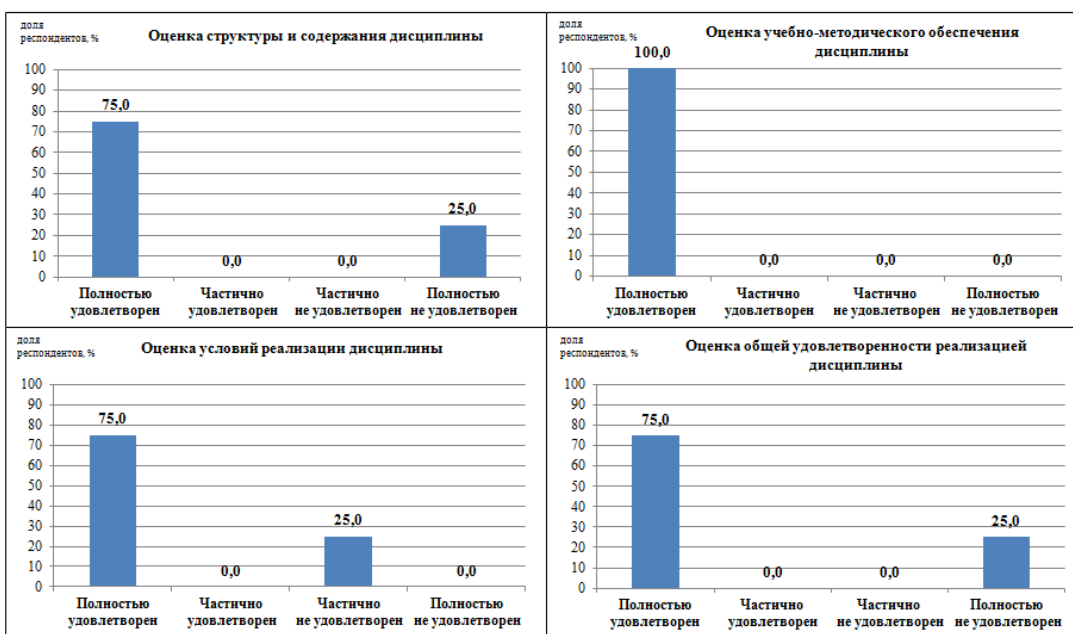 доля
респондентов, %
Оценка структуры и содержания дисциплины
100
90
80
70
60
50
40
30
20
10
0
75,0
0,0
0,0
25,0
Полностью
удовлетворен
Частично
удовлетворен
Частично
не удовлетворен
Полностью
не удовлетворен
доля
респондентов, %
Оценка учебно-методического обеспечения
дисциплины
100
90
80
70
60
50
40
30
20
10
0
100,0
0,0
0,0
0,0
Полностью
удовлетворен
Частично
удовлетворен
Частично
не удовлетворен
Полностью
не удовлетворен
доля
респондентов, %
Оценка условий реализации дисциплины
100
90
80
70
60
50
40
30
20
10
0
75,0
0,0
25,0
0,0
Полностью
удовлетворен
Частично
удовлетворен
Частично
не удовлетворен
Полностью
не удовлетворен
доля
респондентов, %
Оценка общей удовлетворенности реализацией
дисциплины
100
90
80
70
60
50
40
30
20
10
0
75,0
0,0
0,0
25,0
Полностью
удовлетворен
Частично
удовлетворен
Частично
не удовлетворен
Полностью
не удовлетворен